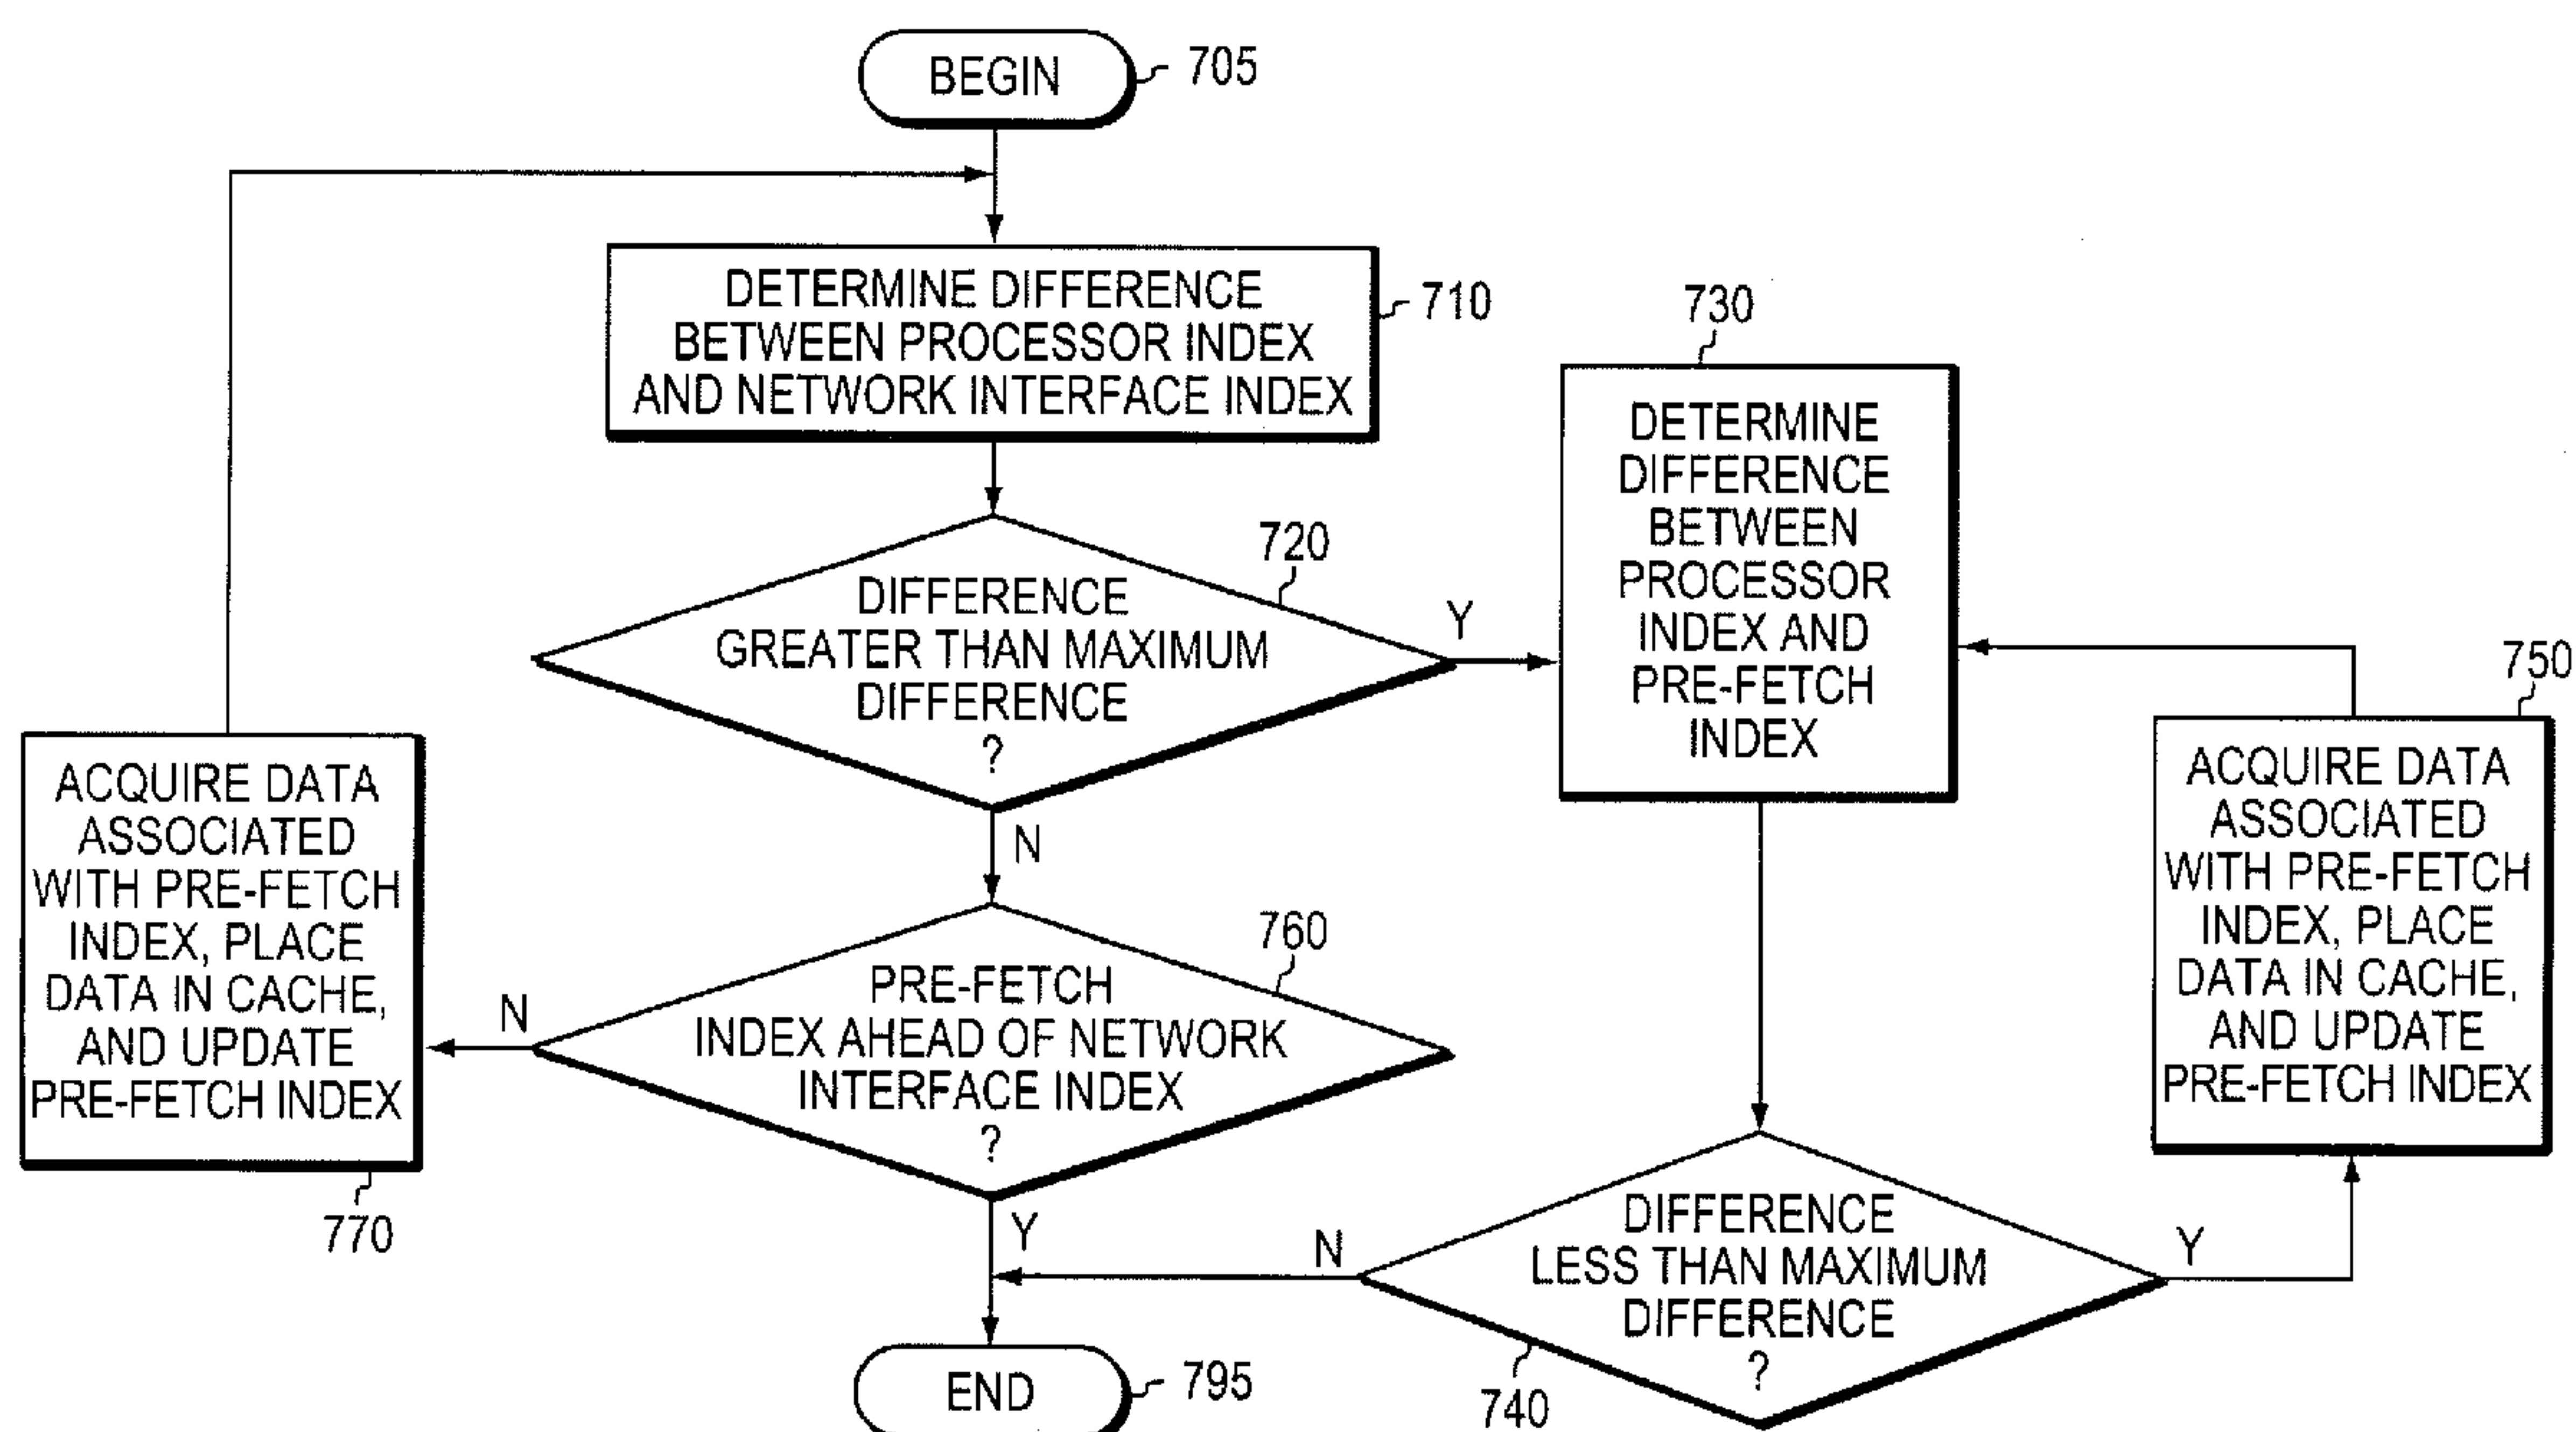 BEGIN
705
DETERMINE DIFFERENCE
BETWEEN PROCESSOR INDEX
AND NETWORK INTERFACE INDEX
710
DIFFERENCE
GREATER THAN MAXIMUM
DIFFERENCE
?
720
Y
N
730
DETERMINE
DIFFERENCE
BETWEEN
PROCESSOR
INDEX AND
PRE-FETCH
INDEX
750
ACQUIRE DATA
ASSOCIATED
WITH PRE-FETCH
INDEX, PLACE
DATA IN CACHE,
AND UPDATE
PRE-FETCH INDEX
ACQUIRE DATA
ASSOCIATED
WITH PRE-FETCH
INDEX, PLACE
DATA IN CACHE,
AND UPDATE
PRE-FETCH INDEX
770
N
PRE-FETCH
INDEX AHEAD OF NETWORK
INTERFACE INDEX
?
760
Y
N
DIFFERENCE
LESS THAN MAXIMUM
DIFFERENCE
?
740
Y
END
795